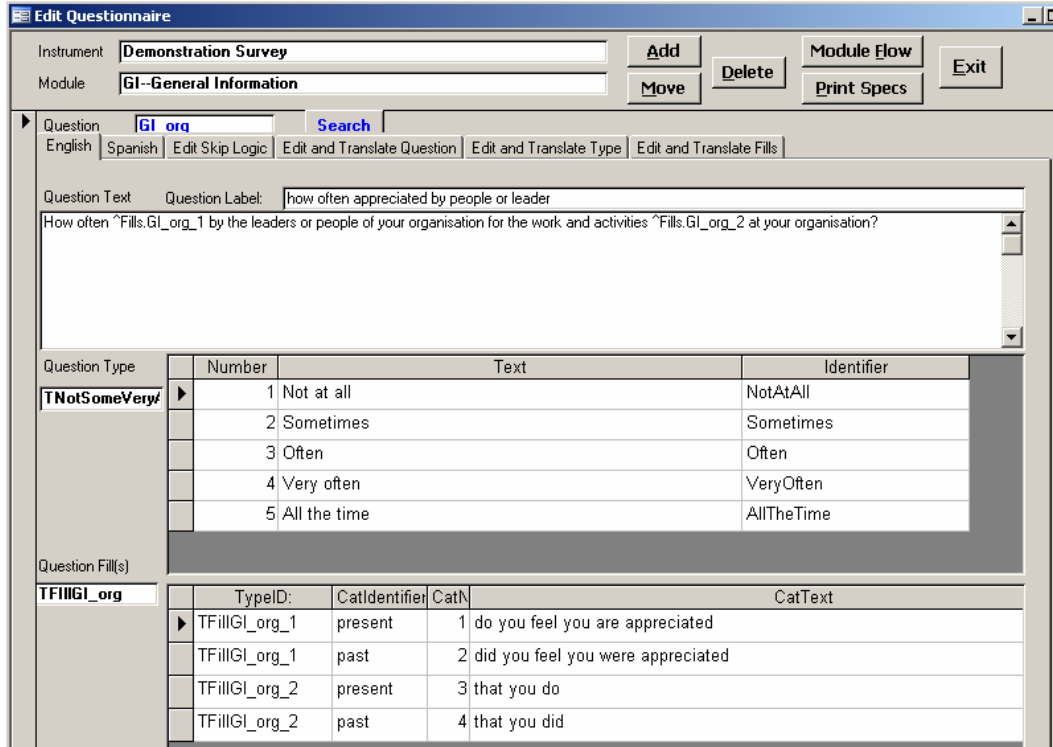 Edit Questionnaire
Instrument Demonstration Survey Add Module Flow
Delete Exit
Module GI--General Information Move Print Specs
Question GI_org Search
English Spanish Edit Skip Logic Edit and Translate Question Edit and Translate Type Edit and Translate Fills
Question Text Question Label: how often appreciated by people or leader
How often ^Fills.GI_org_1 by the leaders or people of your organisation for the work and activities ^Fills.GI_org_2 at your organisation?
Question Type Number Text Identifier
TNotSomeVery
1 Not at all NotAtAll
2 Sometimes Sometimes
3 Often Often
4 Very often VeryOften
5 All the time AllTheTime
Question Fill(s)
TFillGI_org TypeID: CatIdentifier CatN CatText
TFillGI_org_1 present 1 do you feel you are appreciated
TFillGI_org_1 past 2 did you feel you were appreciated
TFillGI_org_2 present 3 that you do
TFillGI_org_2 past 4 that you did